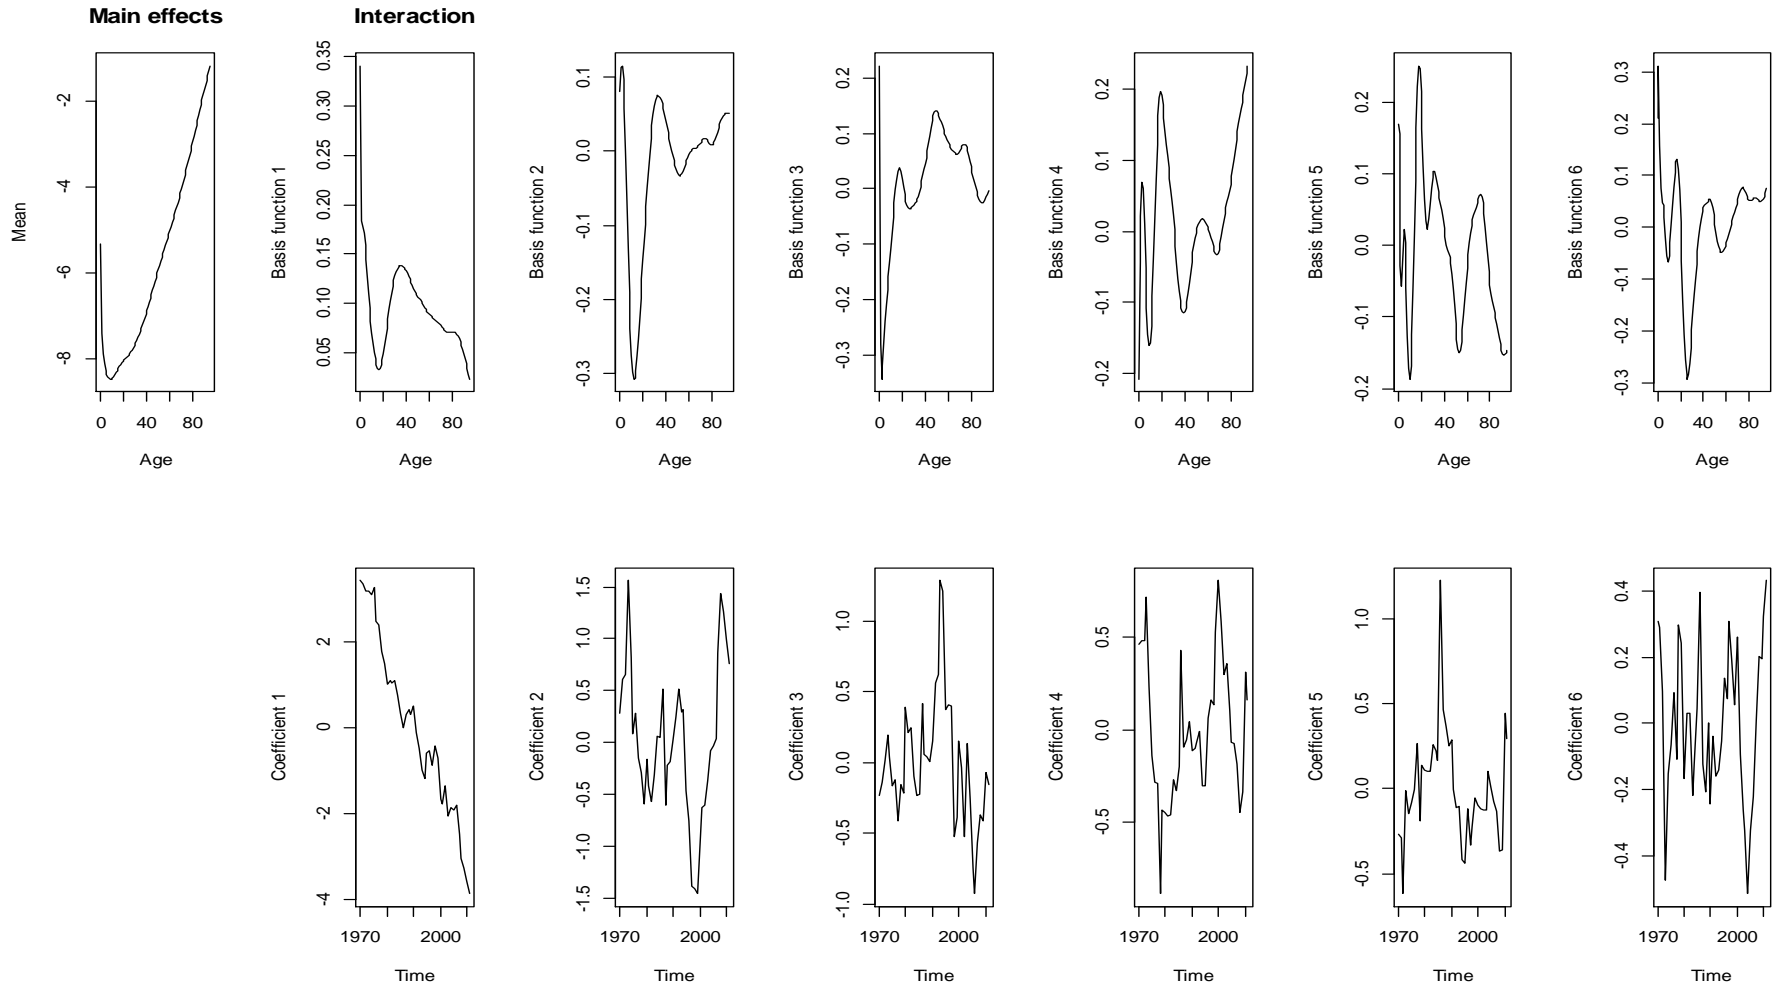 Main effects
Interaction
Mean
-2
-4
-6
-8
0 40 80
Age
Basis function 1
0.35
0.30
0.25
0.20
0.15
0.10
0.05
0 40 80
Age
Basis function 2
0.1
0.0
-0.1
-0.2
-0.3
0 40 80
Age
Basis function 3
0.2
0.1
0.0
-0.1
-0.2
-0.3
0 40 80
Age
Basis function 4
0.2
0.1
0.0
-0.1
-0.2
0 40 80
Age
Basis function 5
0.2
0.1
0.0
-0.1
-0.2
0 40 80
Age
Basis function 6
0.3
0.2
0.1
0.0
-0.1
-0.2
-0.3
0 40 80
Age
Coefficient 1
2
0
-2
-4
1970 2000
Time
Coefficient 2
1.5
1.0
0.5
0.0
-0.5
-1.0
-1.5
1970 2000
Time
Coefficient 3
1.0
0.5
0.0
-0.5
-1.0
1970 2000
Time
Coefficient 4
0.5
0.0
-0.5
1970 2000
Time
Coefficient 5
1.0
0.5
0.0
-0.5
1970 2000
Time
Coefficient 6
0.4
0.2
0.0
-0.2
-0.4
1970 2000
Time